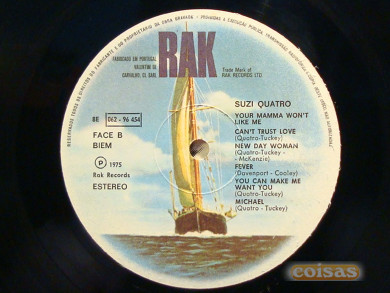 RAK
FABRICADO EM PORTUGAL
VALENTIM DE
CARVALHO, CI SARL
Trade Mark of
RAK RECORDS LTD
SUZI QUATRO
8E 062 - 96 454
FACE B
BIEM
P 1975
Rak Records
ESTEREO
YOUR MAMMA WON'T
LIKE ME
CAN'T TRUST LOVE
(Quatro-Tuckey)
NEW DAY WOMAN
(Quatro-Tuckey -
- McKenzie)
FEVER
(Davenport - Cooley)
YOU CAN MAKE ME
WANT YOU
(Quatro-Tuckey)
MICHAEL
(Quatro - Tuckey)
coisas